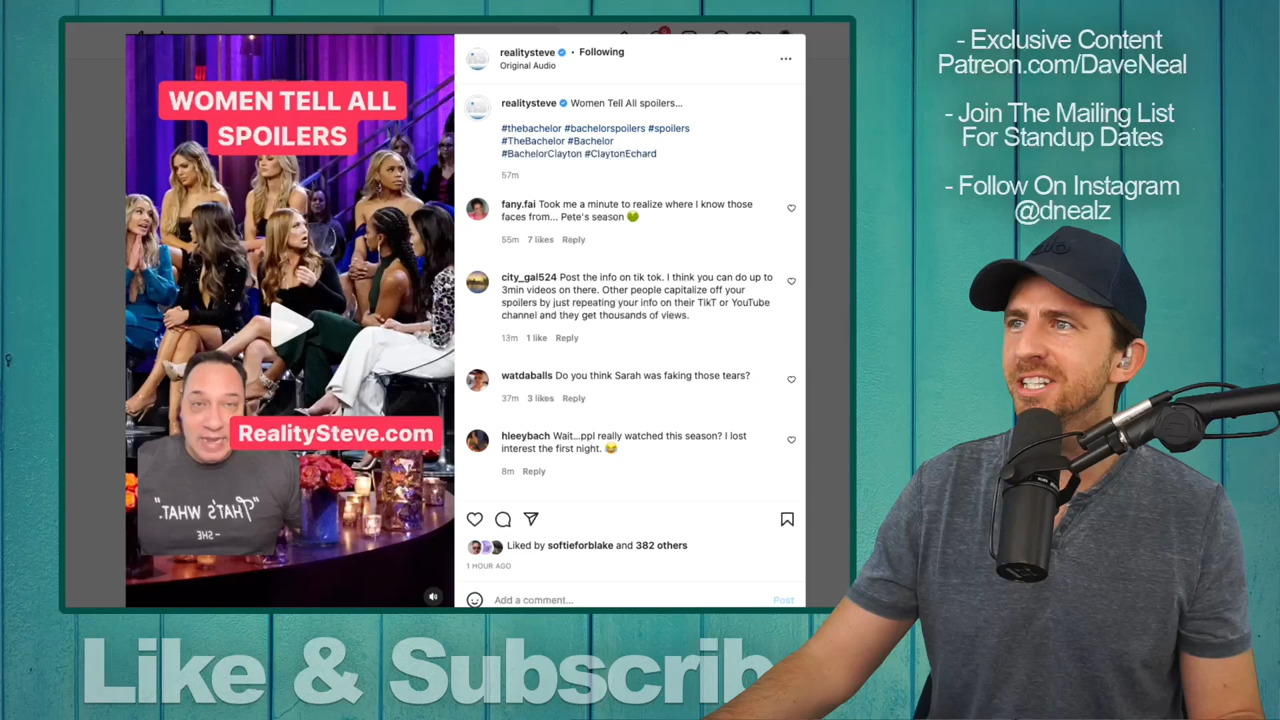 WOMEN TELL ALL
SPOILERS
RealitySteve.com
"THAT'S WHAT."
-SHE
realitysteve • Following
Original Audio
realitysteve Women Tell All spoilers...
#thebachelor #bachelorspoilers #spoilers
#TheBachelor #Bachelor
#BachelorClayton #ClaytonEchard
57m
fany.fai Took me a minute to realize where I know those
faces from... Pete's season 🤢
55m 7 likes Reply
city_gal524 Post the info on tik tok. I think you can do up to
3min videos on there. Other people capitalize off your
spoilers by just repeating your info on their TikT or YouTube
channel and they get thousands of views.
13m 1 like Reply
watdaballs Do you think Sarah was faking those tears?
37m 3 likes Reply
hleeybach Wait...ppl really watched this season? I lost
interest the first night. 😂
8m Reply
Liked by softieforblake and 382 others
1 HOUR AGO
Add a comment... Post
- Exclusive Content
Patreon.com/DaveNeal
- Join The Mailing List
For Standup Dates
- Follow On Instagram
@dnealz
Like & Subscrib